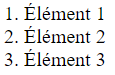 1. Élément 1
2. Élément 2
3. Élément 3